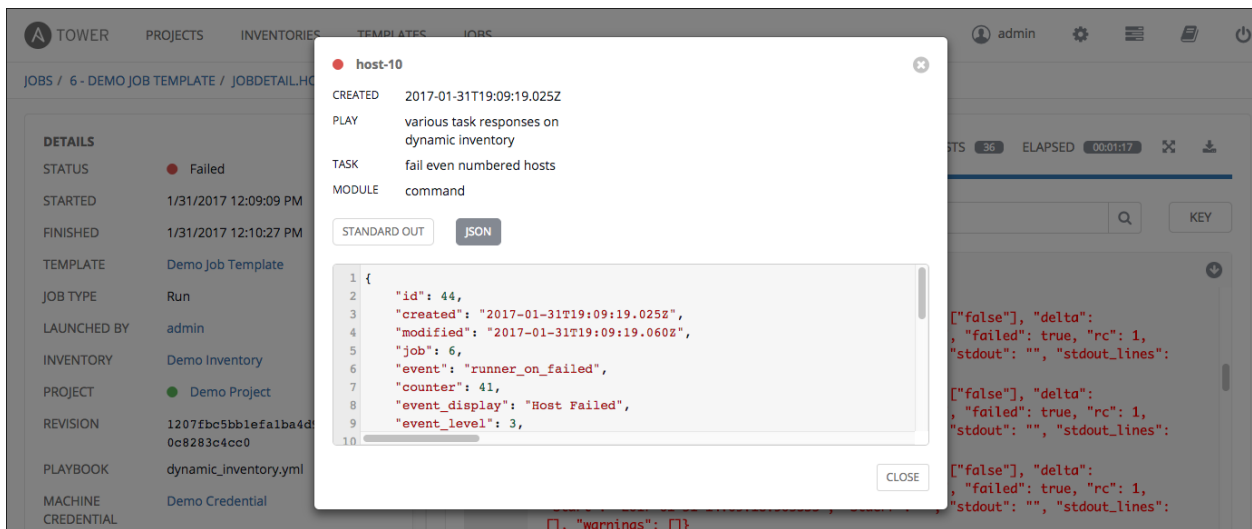 TOWER PROJECTS INVENTORIES TEMPLATES JOBS admin
JOBS / 6 - DEMO JOB TEMPLATE / JOBDETAIL.HO
host-10
CREATED 2017-01-31T19:09:19.025Z
PLAY various task responses on
dynamic inventory
TASK fail even numbered hosts
MODULE command
STANDARD OUT JSON
1 {
2 "id": 44,
3 "created": "2017-01-31T19:09:19.025Z",
4 "modified": "2017-01-31T19:09:19.060Z",
5 "job": 6,
6 "event": "runner_on_failed",
7 "counter": 41,
8 "event_display": "Host Failed",
9 "event_level": 3,
10
CLOSE
DETAILS
STATUS Failed
STARTED 1/31/2017 12:09:09 PM
FINISHED 1/31/2017 12:10:27 PM
TEMPLATE Demo Job Template
JOB TYPE Run
LAUNCHED BY admin
INVENTORY Demo Inventory
PROJECT Demo Project
REVISION 1207fbc5bb1efa1ba4d
0c8283c4cc0
PLAYBOOK dynamic_inventory.yml
MACHINE Demo Credential
CREDENTIAL
STS 36 ELAPSED 00:01:17
KEY
["false"], "delta":
, "failed": true, "rc": 1,
"stdout": "", "stdout_lines":
["false"], "delta":
, "failed": true, "rc": 1,
"stdout": "", "stdout_lines":
["false"], "delta":
, "failed": true, "rc": 1,
"stdout": "", "stdout_lines":
[], "warnings": []}